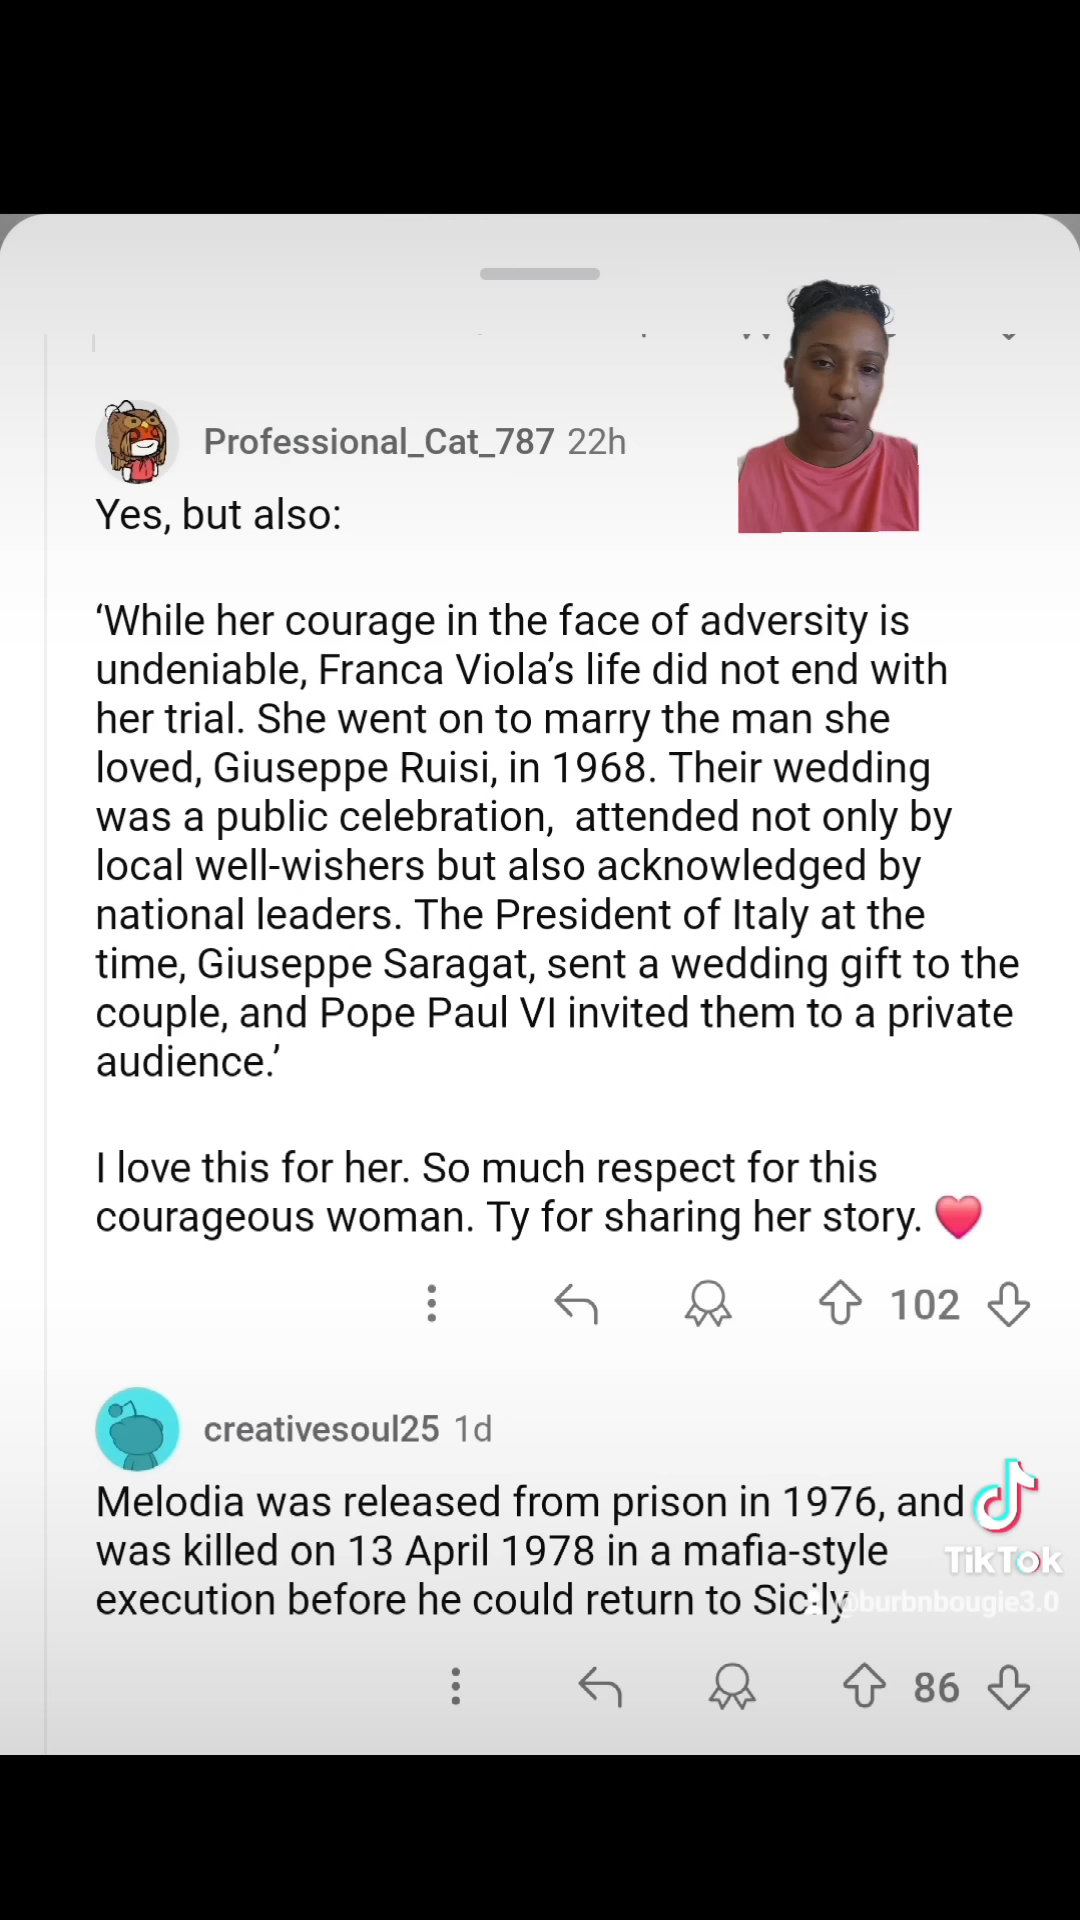 Professional_Cat_787 22h
Yes, but also:
‘While her courage in the face of adversity is
undeniable, Franca Viola’s life did not end with
her trial. She went on to marry the man she
loved, Giuseppe Ruisi, in 1968. Their wedding
was a public celebration,  attended not only by
local well-wishers but also acknowledged by
national leaders. The President of Italy at the
time, Giuseppe Saragat, sent a wedding gift to the
couple, and Pope Paul VI invited them to a private
audience.’
I love this for her. So much respect for this
courageous woman. Ty for sharing her story. ❤️
102
creativesoul25 1d
Melodia was released from prison in 1976, and
was killed on 13 April 1978 in a mafia-style
execution before he could return to Sicily
TikTok
@burbnbougie3.0
86